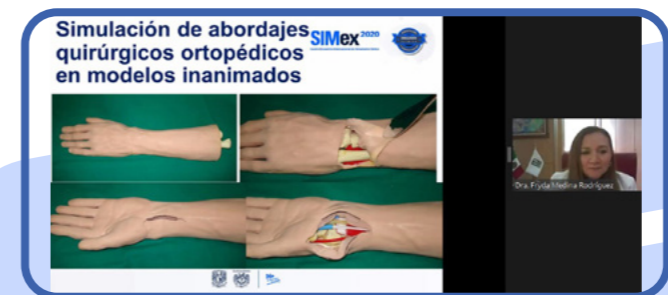 Simulación de abordajes
quirúrgicos ortopédicos
en modelos inanimados
SIMex 2020
Dra. Fryda Medina Rodríguez